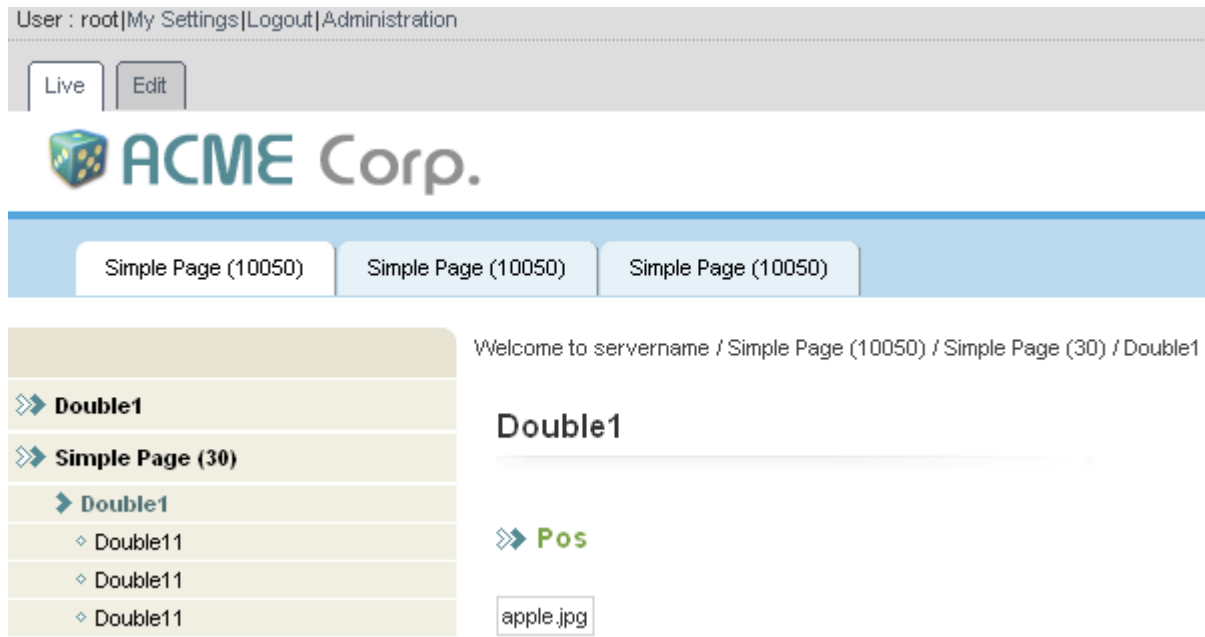 User : root|My Settings|Logout|Administration
Live
Edit
ACME Corp.
Simple Page (10050)
Simple Page (10050)
Simple Page (10050)
Welcome to servername / Simple Page (10050) / Simple Page (30) / Double1
Double1
Simple Page (30)
Double1
Double11
Double11
Double11
Double1
Pos
apple.jpg